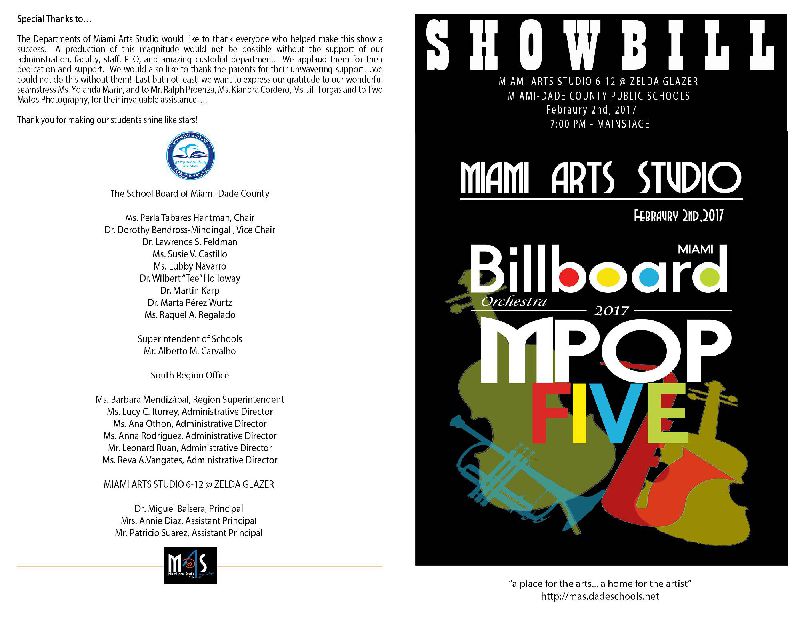 Special Thanks to…
The Departments of Miami Arts Studio would like to thank everyone who helped make this show a
success. A production of this magnitude would not be possible without the support of our
administration, faculty, staff, PTO, and amazing custodial department. We applaud them for their
dedication and support. We would also like to thank the parents for their unwavering support...we
could not do this without them! Last but not least, we want to express our gratitude to our wonderful
seamstress Ms. Yolanda Marin, and to Mr. Ralph Proenza, Ms. Kiandra Cordero, Ms. Jill Torgas and to Two
Matos Photography, for their invaluable assistance...
Thank you for making our students shine like stars!
The School Board of Miami-Dade County
Ms. Perla Tabares Hantman, Chair
Dr. Dorothy Bendross-Mindingall, Vice Chair
Dr. Lawrence S. Feldman
Ms. Susie V. Castillo
Ms. Lubby Navarro
Dr. Wilbert "Tee" Holloway
Dr. Martin Karp
Dr. Marta Pérez Wurtz
Ms. Raquel A. Regalado
Superintendent of Schools
Mr. Alberto M. Carvalho
South Region Office
Ms. Barbara Mendizábal, Region Superintendent
Ms. Lucy C. Iturrey, Administrative Director
Ms. Ana Othon, Administrative Director
Ms. Anna Rodriguez, Administrative Director
Mr. Leonard Ruan, Administrative Director
Ms. Reva A.Vangates, Administrative Director
MIAMI ARTS STUDIO 6-12 @ ZELDA GLAZER
Dr. Miguel Balsera, Principal
Mrs. Annie Diaz, Assistant Principal
Mr. Patricio Suarez, Assistant Principal
MAS
SHOWBILL
MIAMI ARTS STUDIO 6-12 @ ZELDA GLAZER
MIAMI-DADE COUNTY PUBLIC SCHOOLS
Febraury 2nd, 2017
7:00 PM - MAINSTAGE
MIAMI ARTS STUDIO
FEBRAURY 2ND,2017
MIAMI
Billboard
Orchestra
2017
MPOP
FIVE
"a place for the arts... a home for the artist"
http://mas.dadeschools.net